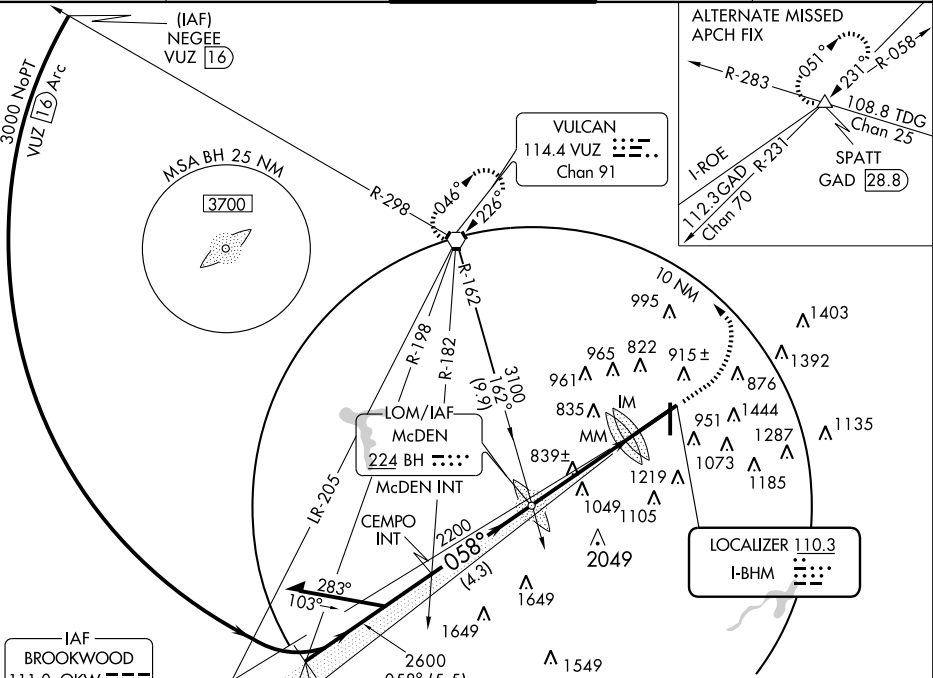 (IAF)
NEGEE
VUZ 16
3000 NoPT
VUZ 16 Arc
MSA BH 25 NM
3700
R-298
046°
226°
VULCAN
114.4 VUZ
Chan 91
ALTERNATE MISSED
APCH FIX
R-283
051°
231°
R-058
108.8 TDG
Chan 25
I-ROE
112.3 GAD R-231
Chan 70
SPATT
GAD 28.8
R-162
R-198
R-182
LR-205
3100
162°
(9.9)
10 NM
995
1403
1392
961
965
822
915±
876
835
IM
MM
951
1444
1135
1073
1287
1185
839±
1219
1049
1105
2049
LOM/IAF
McDEN
224 BH
McDEN INT
CEMPO
INT
2200
058°
(4.3)
283°
103°
LOCALIZER 110.3
I-BHM
1649
1649
1549
2600
IAF
BROOKWOOD